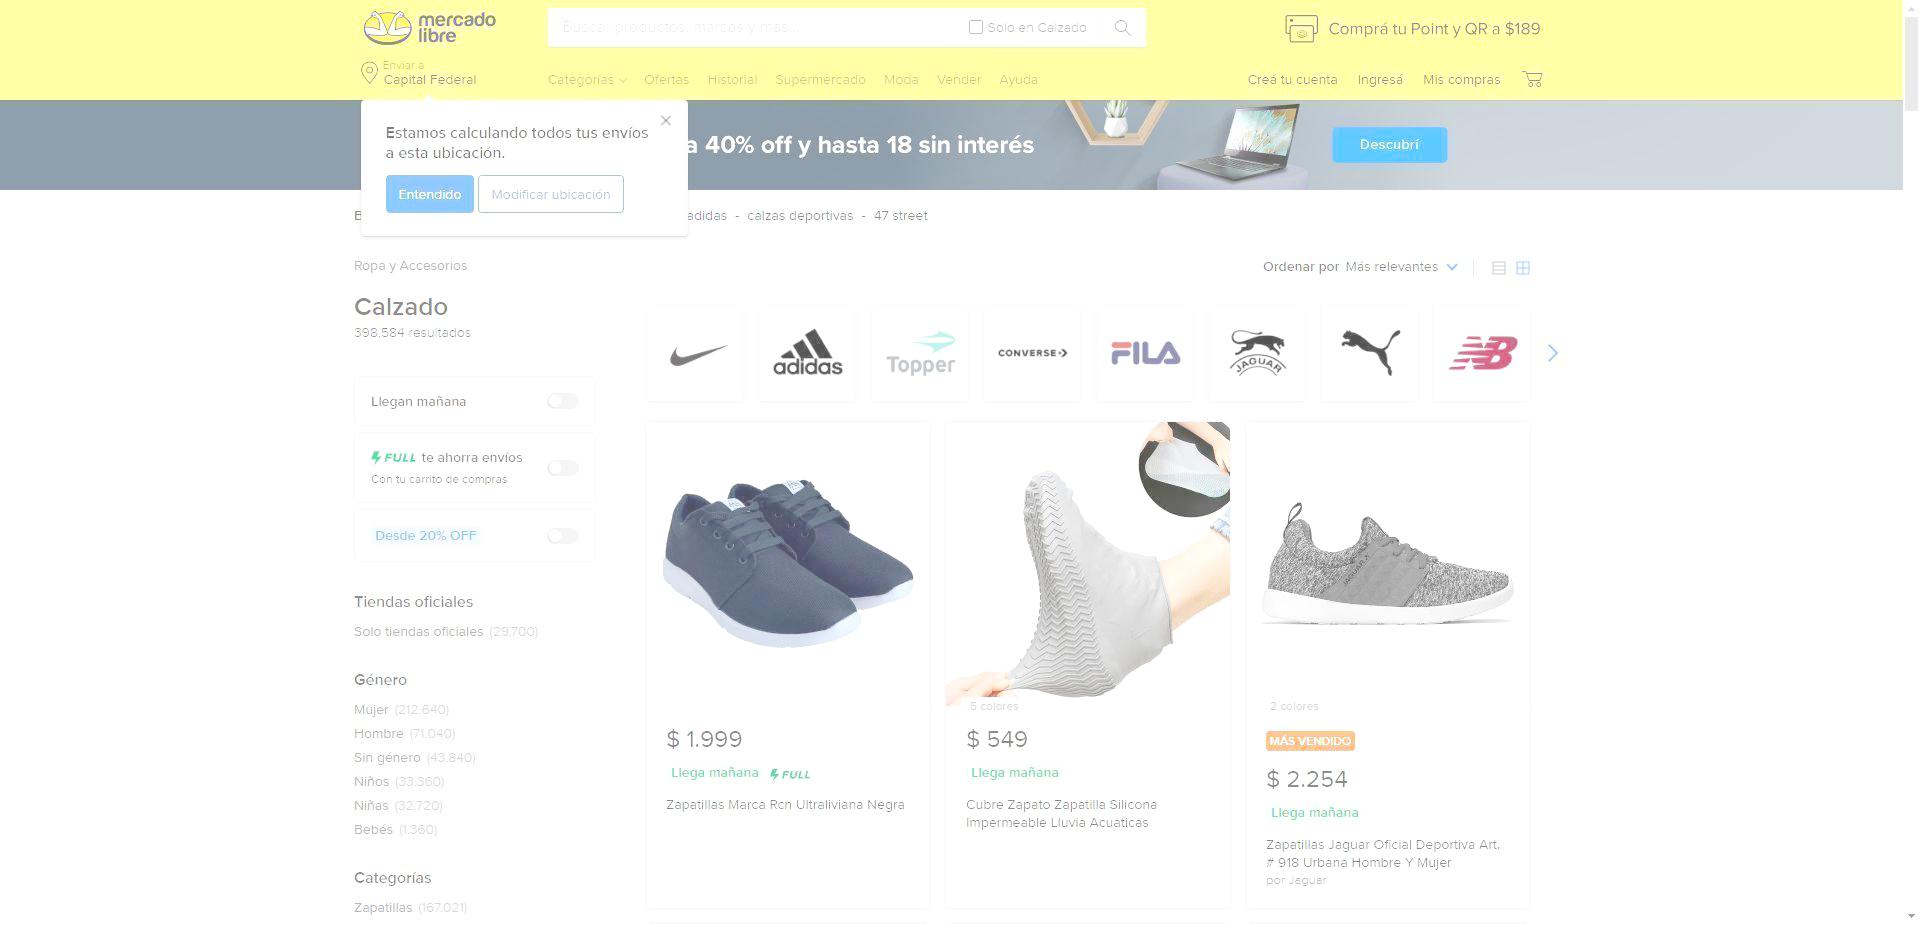 mercado
libre
Buscar productos, marcas y más...
Solo en Calzado
Comprá tu Point y QR a $189
Enviar a
Capital Federal
Categorías Ofertas Historial Supermercado Moda Vender Ayuda
Creá tu cuenta Ingresá Mis compras
Estamos calculando todos tus envíos
a esta ubicación.
Entendido Modificar ubicación
a 40% off y hasta 18 sin interés
Descubrí
adidas - calzas deportivas - 47 street
Ropa y Accesorios
Ordenar por Más relevantes
Calzado
398.584 resultados
adidas
Topper
CONVERSE
FILA
JAGUAR
NB
Llegan mañana
FULL te ahorra envíos
Con tu carrito de compras
Desde 20% OFF
Tiendas oficiales
Solo tiendas oficiales (29.700)
Género
Mujer (212.640)
Hombre (71.040)
Sin género (43.840)
Niños (33.360)
Niñas (32.720)
Bebés (1.360)
Categorías
Zapatillas (167.021)
$ 1.999
Llega mañana FULL
Zapatillas Marca Rcn Ultraliviana Negra
5 colores
$ 549
Llega mañana
Cubre Zapato Zapatilla Silicona
Impermeable Lluvia Acuaticas
2 colores
MÁS VENDIDO
$ 2.254
Llega mañana
Zapatillas Jaguar Oficial Deportiva Art.
# 918 Urbana Hombre Y Mujer
por Jaguar